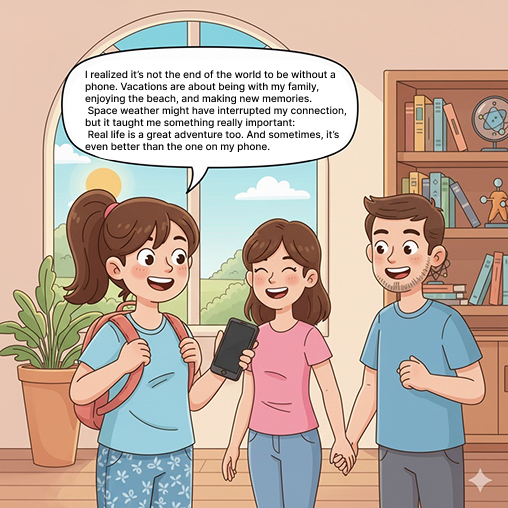 I realized it's not the end of the world to be without a
phone. Vacations are about being with my family,
enjoying the beach, and making new memories.
Space weather might have interrupted my connection,
but it taught me something really important:
Real life is a great adventure too. And sometimes, it's
even better than the one on my phone.